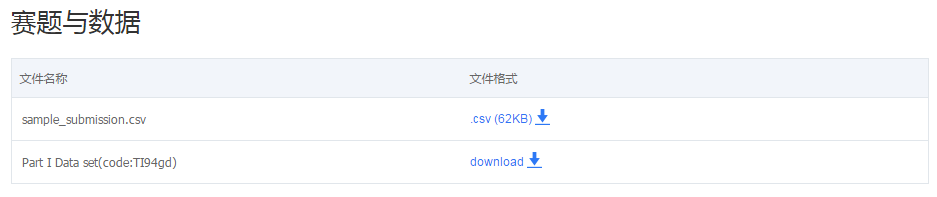 赛题与数据
文件名称 文件格式
sample_submission.csv .csv (62KB)
Part I Data set(code:TI94gd) download